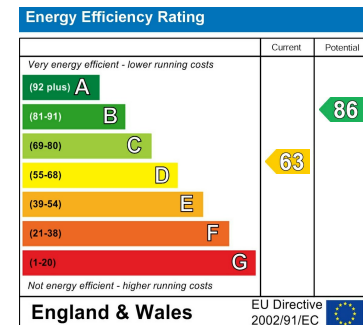 Energy Efficiency Rating
Current Potential
Very energy efficient - lower running costs
(92 plus) A
(81-91) B
(69-80) C
(55-68) D
(39-54) E
(21-38) F
(1-20) G
63
86
Not energy efficient - higher running costs
England & Wales
EU Directive
2002/91/EC